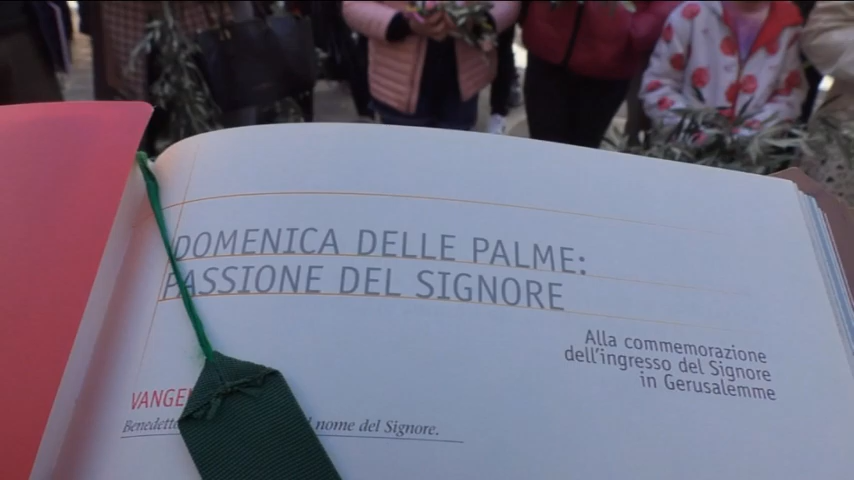 DOMENICA DELLE PALME:
PASSIONE DEL SIGNORE
Alla commemorazione
dell'ingresso del Signore
in Gerusalemme
nome del Signore.